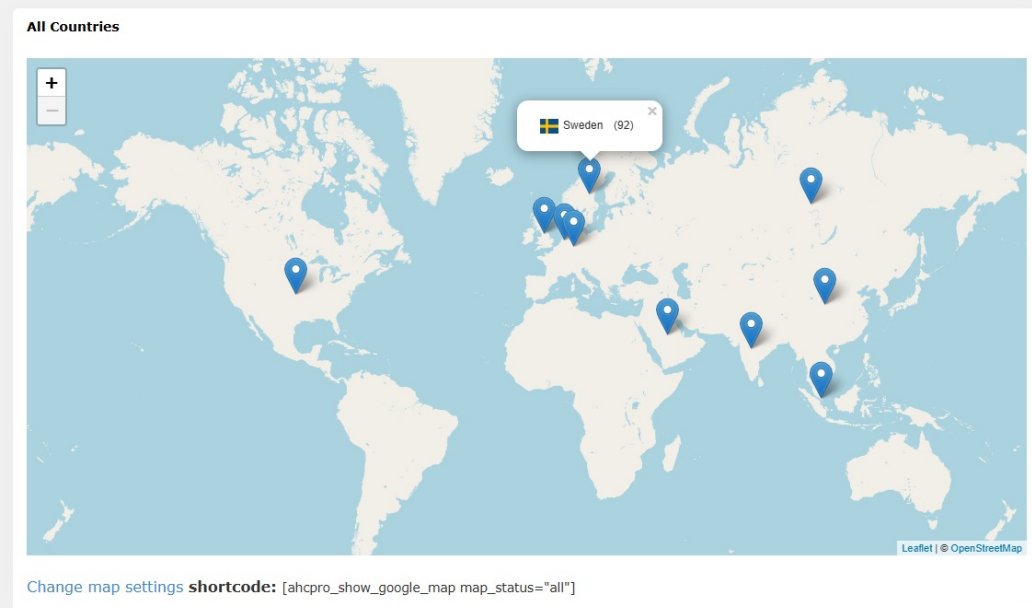 All Countries
+
−
Sweden (92)
×
Leaflet | © OpenStreetMap
Change map settings shortcode: [ahcpro_show_google_map map_status="all"]